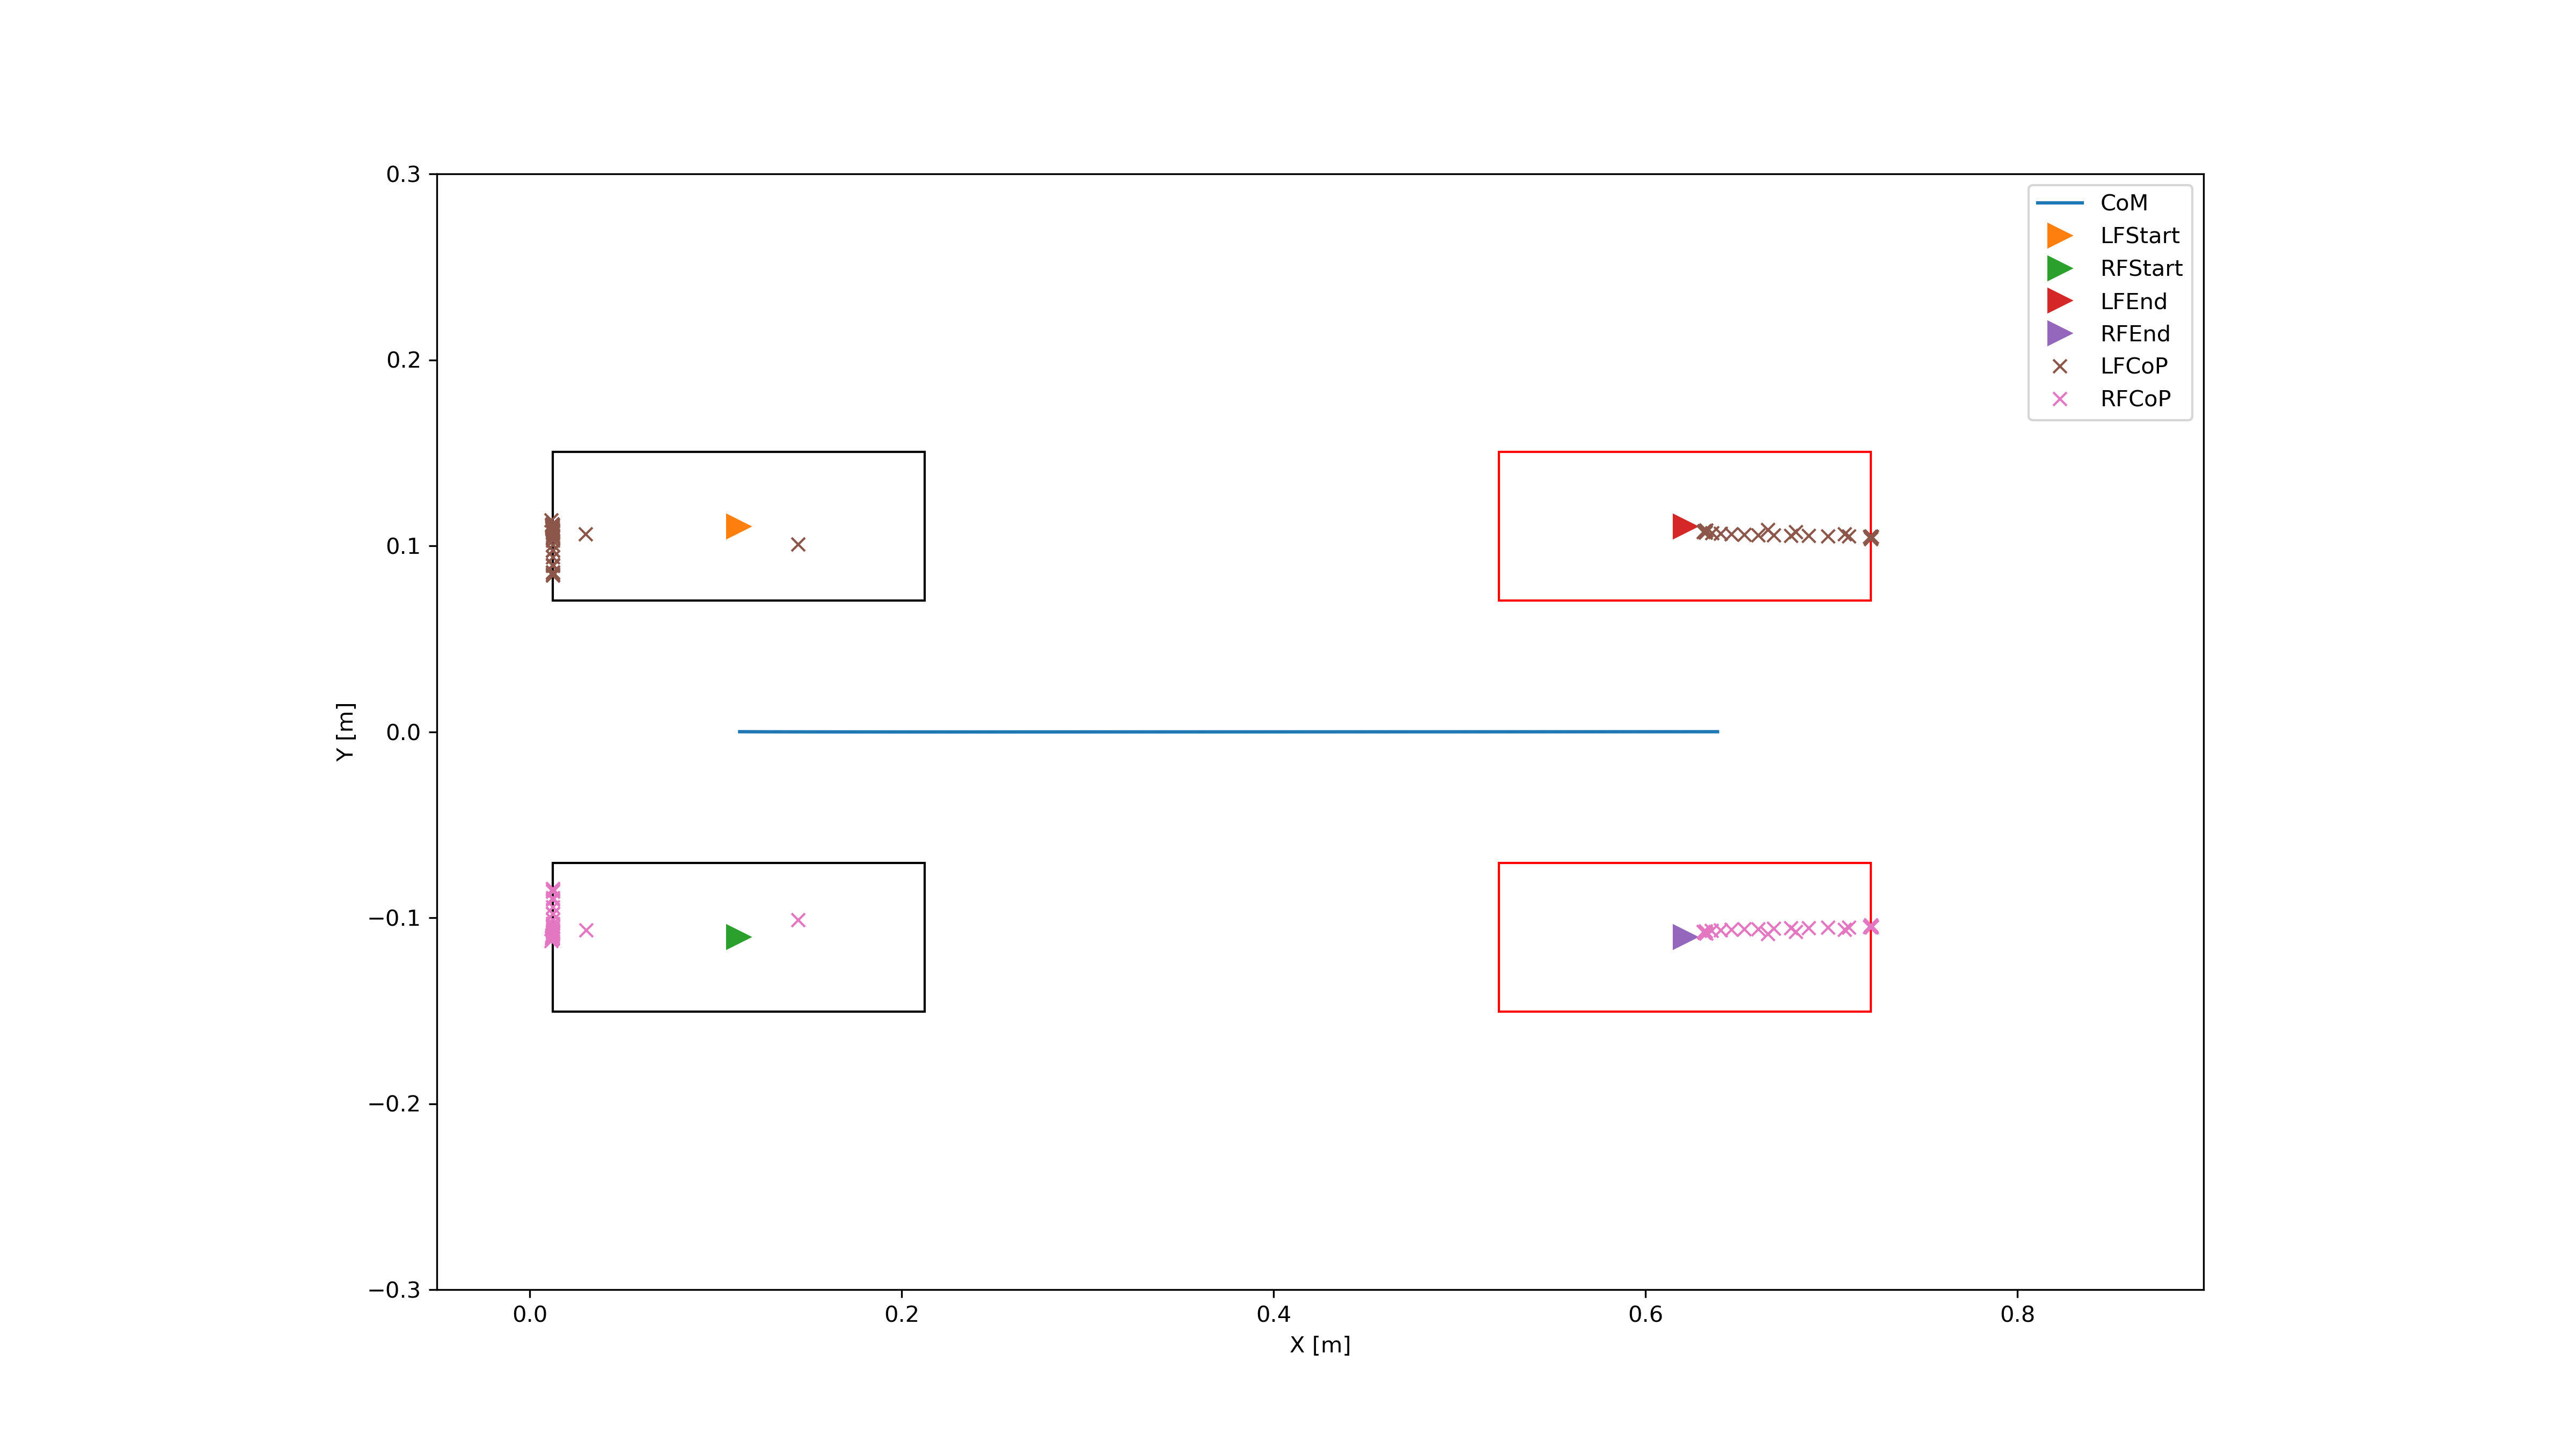 0.3
0.2
0.1
0.0
−0.1
−0.2
−0.3
Y [m]
0.0 0.2 0.4 0.6 0.8
X [m]
CoM
LFStart
RFStart
LFEnd
RFEnd
LFCoP
RFCoP